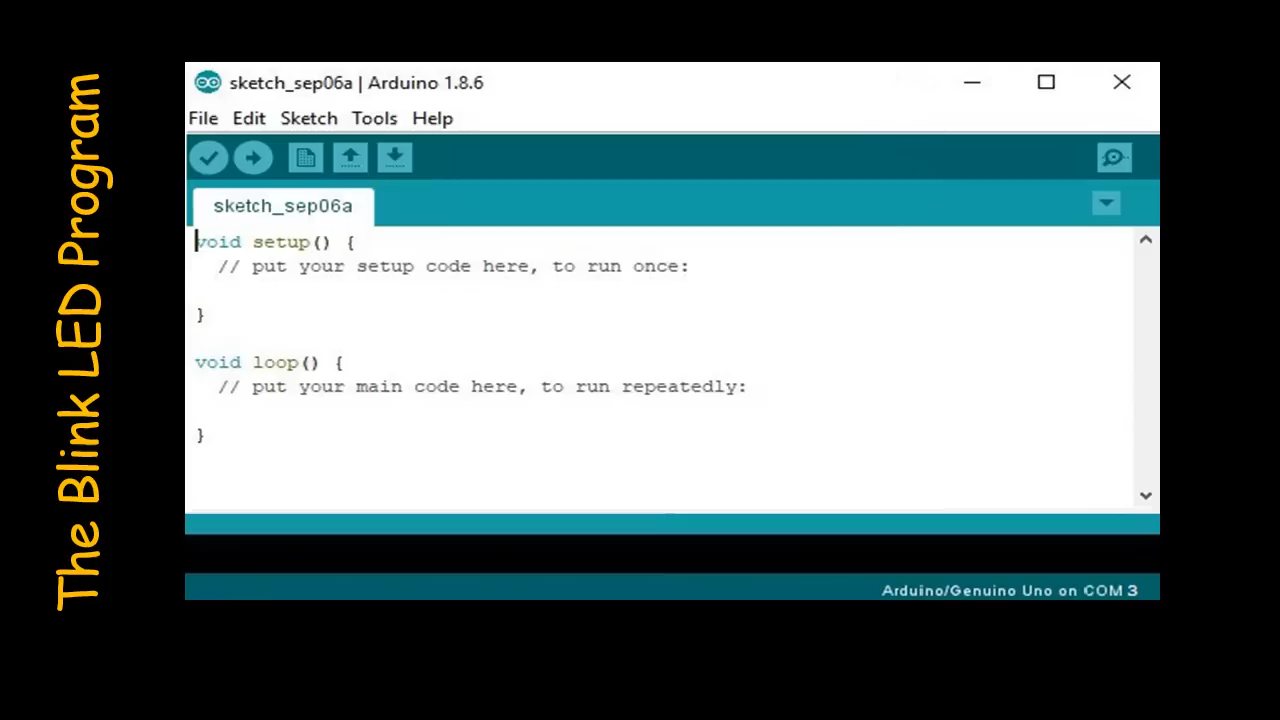 The Blink LED Program
sketch_sep06a | Arduino 1.8.6
File Edit Sketch Tools Help
sketch_sep06a
void setup() {
  // put your setup code here, to run once:
}
void loop() {
  // put your main code here, to run repeatedly:
}
Arduino/Genuino Uno on COM 3